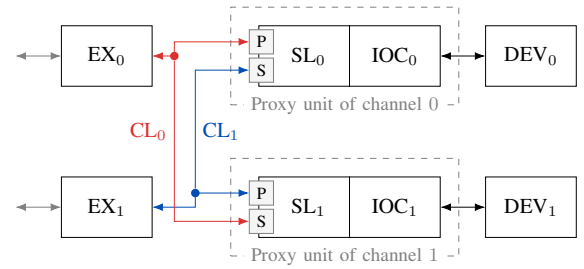 EX₀
P
S
SL₀
IOC₀
DEV₀
Proxy unit of channel 0
CL₀
CL₁
EX₁
P
S
SL₁
IOC₁
DEV₁
Proxy unit of channel 1